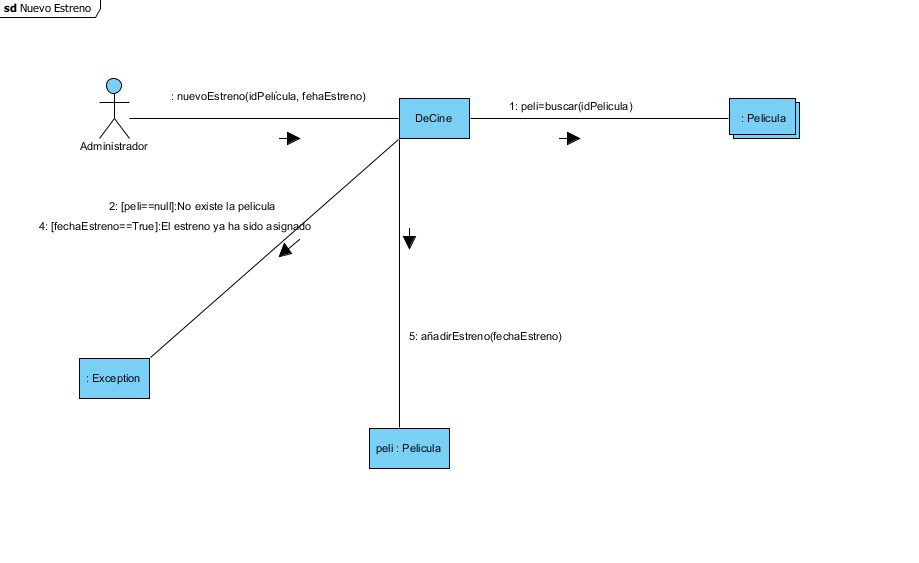 sd Nuevo Estreno
: nuevoEstreno(idPelícula, fehaEstreno)
1: peli=buscar(idPelicula)
DeCine
: Pelicula
Administrador
2: [peli==null]:No existe la pelicula
4: [fechaEstreno==True]:El estreno ya ha sido asignado
5: añadirEstreno(fechaEstreno)
: Exception
peli : Pelicula